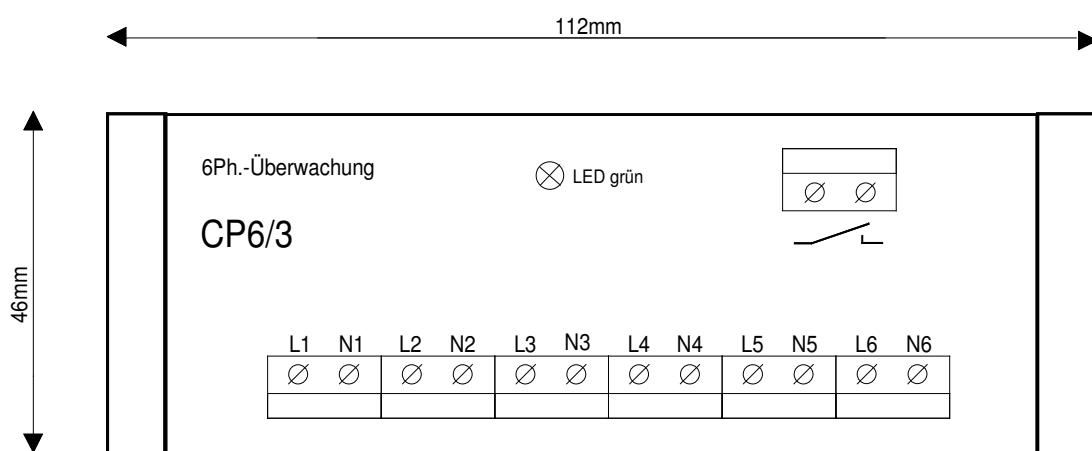 112mm
46mm
6Ph.-Überwachung
LED grün
CP6/3
L1 N1 L2 N2 L3 N3 L4 N4 L5 N5 L6 N6